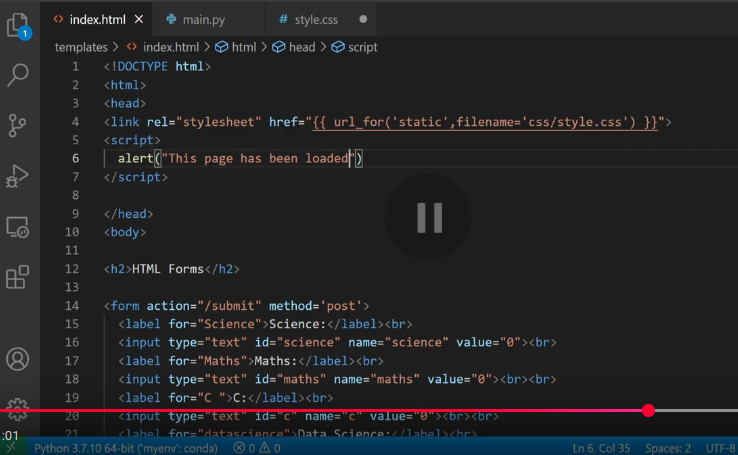 index.html × main.py # style.css
templates > index.html > html > head > script
1 <!DOCTYPE html>
2 <html>
3 <head>
4 <link rel="stylesheet" href="{{ url_for('static',filename='css/style.css') }}">
5 <script>
6 alert("This page has been loaded")
7 </script>
8
9 </head>
10 <body>
11
12 <h2>HTML Forms</h2>
13
14 <form action="/submit" method='post'>
15 <label for="Science">Science:</label><br>
16 <input type="text" id="science" name="science" value="0"><br>
17 <label for="Maths">Maths:</label><br>
18 <input type="text" id="maths" name="maths" value="0"><br><br>
19 <label for="C ">C:</label><br>
20 <input type="text" id="c" name="c" value="0"><br><br>
21 <label for="datascience">Data Science:</label><br>
1
:01
Python 3.7.10 64-bit ('myenv': conda) 0 0 Ln 6, Col 35 Spaces: 2 UTF-8